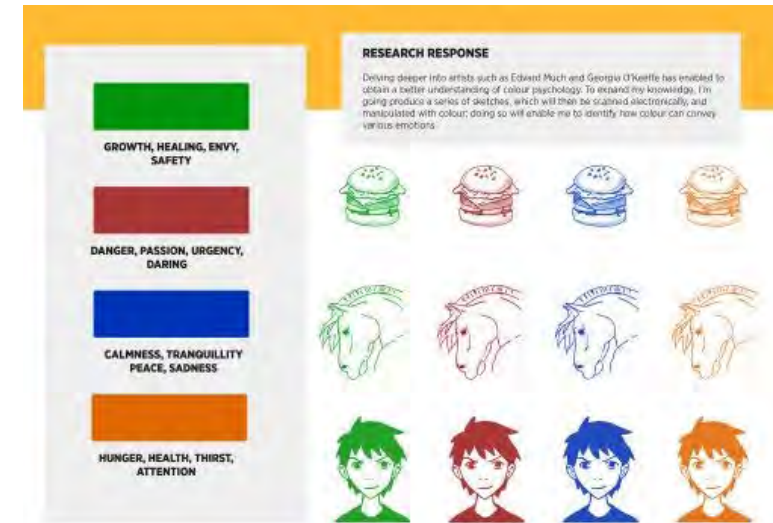 GROWTH, HEALING, ENVY,
SAFETY
DANGER, PASSION, URGENCY,
DARING
CALMNESS, TRANQUILLITY
PEACE, SADNESS
HUNGER, HEALTH, THIRST,
ATTENTION
RESEARCH RESPONSE
Delving deeper into artists such as Edvard Much and Georgia O'Keeffe has enabled to
obtain a better understanding of colour psychology. To expand my knowledge, I'm
going produce a series of sketches, which will then be scanned electronically, and
manipulated with colour; doing so will enable me to identify how colour can convey
various emotions.